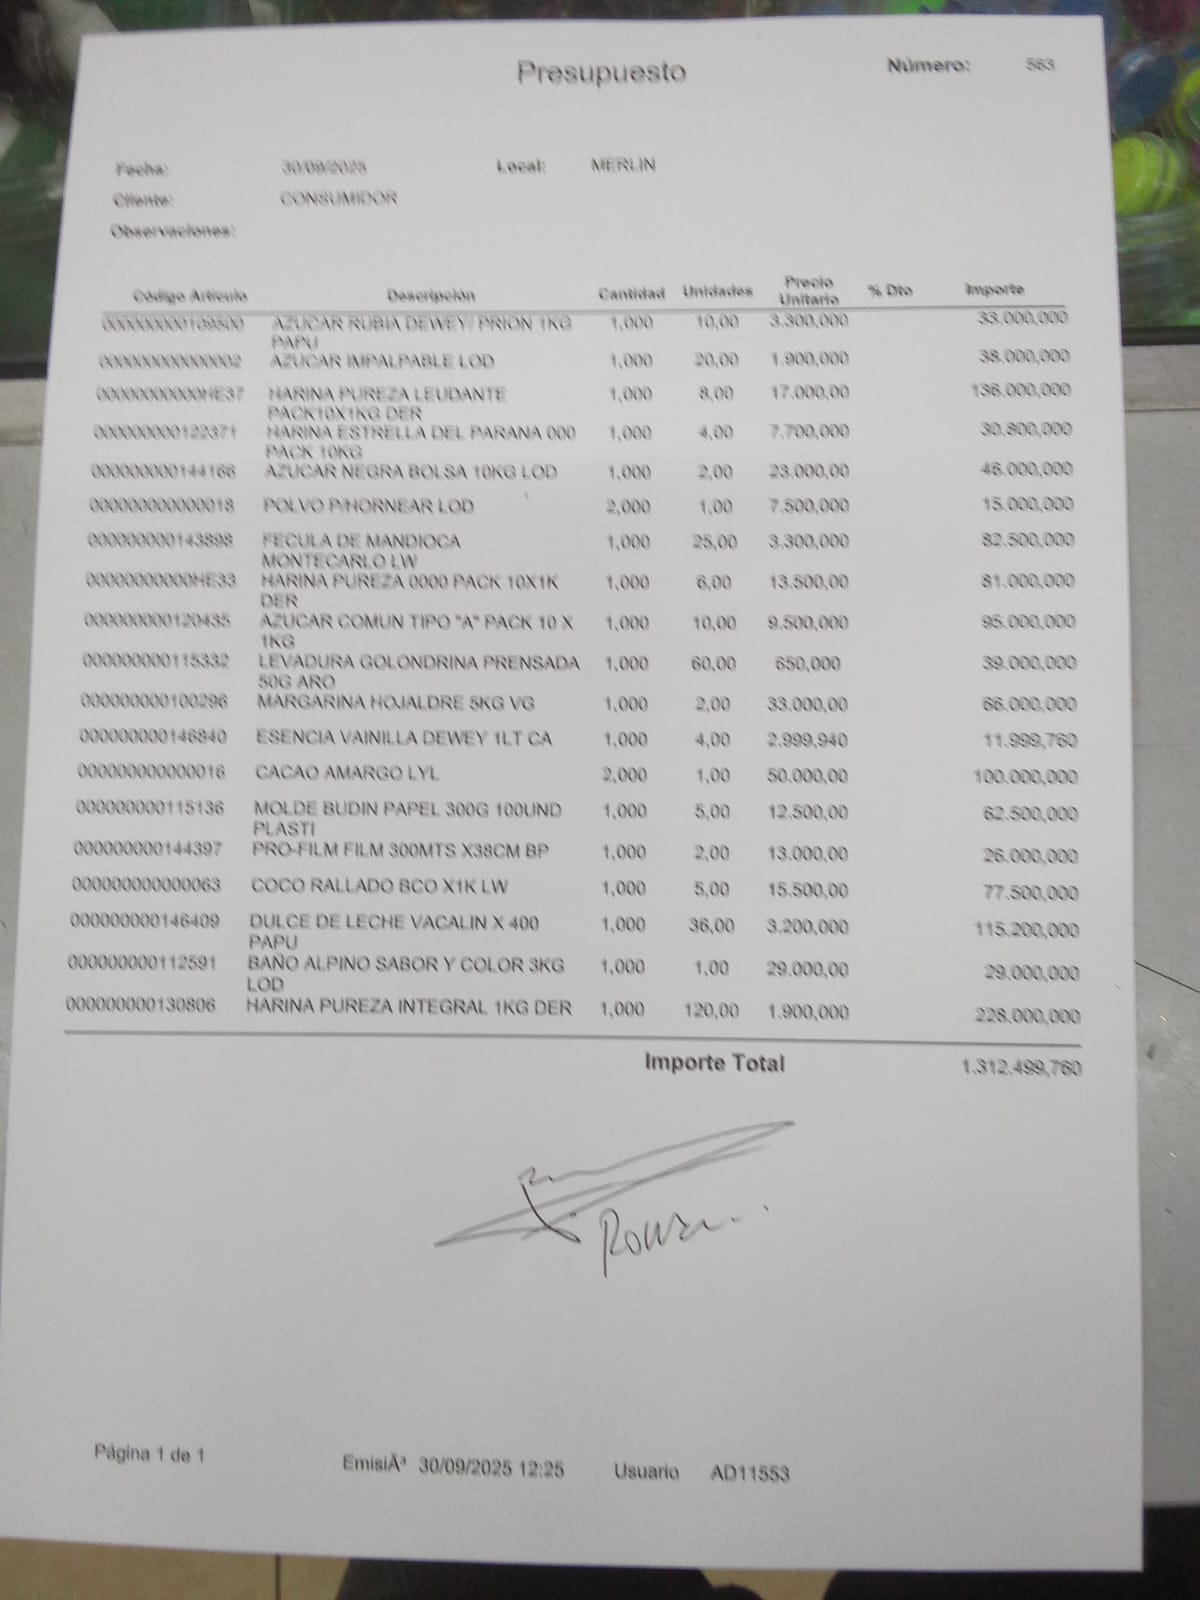 Presupuesto Número: 563
Fecha: 30/09/2025 Local: MERLIN
Cliente: CONSUMIDOR
Observaciones:
Código Artículo Descripción Cantidad Unidades Precio Unitario % Dto Importe
000000000109500 AZUCAR RUBIA DEWEY/ PRION 1KG 1,000 10,00 3.300,000 33.000,000
PAPU
000000000000002 AZUCAR IMPALPABLE LOD 1,000 20,00 1.900,000 38.000,000
00000000000HE37 HARINA PUREZA LEUDANTE 1,000 8,00 17.000,00 136.000,000
PACK10X1KG DER
000000000122371 HARINA ESTRELLA DEL PARANA 000 1,000 4,00 7.700,000 30.800,000
PACK 10KG
000000000144166 AZUCAR NEGRA BOLSA 10KG LOD 1,000 2,00 23.000,00 46.000,000
000000000000018 POLVO P/HORNEAR LOD 2,000 1,00 7.500,000 15.000,000
000000000143898 FECULA DE MANDIOCA 1,000 25,00 3.300,000 82.500,000
MONTECARLO LW
00000000000HE33 HARINA PUREZA 0000 PACK 10X1K 1,000 6,00 13.500,00 81.000,000
DER
000000000120435 AZUCAR COMUN TIPO "A" PACK 10 X 1,000 10,00 9.500,000 95.000,000
1KG
000000000115332 LEVADURA GOLONDRINA PRENSADA 1,000 60,00 650,000 39.000,000
50G ARO
000000000100296 MARGARINA HOJALDRE 5KG VG 1,000 2,00 33.000,00 66.000,000
000000000146840 ESENCIA VAINILLA DEWEY 1LT CA 1,000 4,00 2.999,940 11.999,760
000000000000016 CACAO AMARGO LYL 2,000 1,00 50.000,00 100.000,000
000000000115136 MOLDE BUDIN PAPEL 300G 100UND 1,000 5,00 12.500,00 62.500,000
PLASTI
000000000144397 PRO-FILM FILM 300MTS X38CM BP 1,000 2,00 13.000,00 26.000,000
000000000000063 COCO RALLADO BCO X1K LW 1,000 5,00 15.500,00 77.500,000
000000000146409 DULCE DE LECHE VACALIN X 400 1,000 36,00 3.200,000 115.200,000
PAPU
000000000112591 BAÑO ALPINO SABOR Y COLOR 3KG 1,000 1,00 29.000,00 29.000,000
LOD
000000000130806 HARINA PUREZA INTEGRAL 1KG DER 1,000 120,00 1.900,000 228.000,000
Importe Total 1.312.499,760
Página 1 de 1 EmisiÃ³ 30/09/2025 12:25 Usuario AD11553